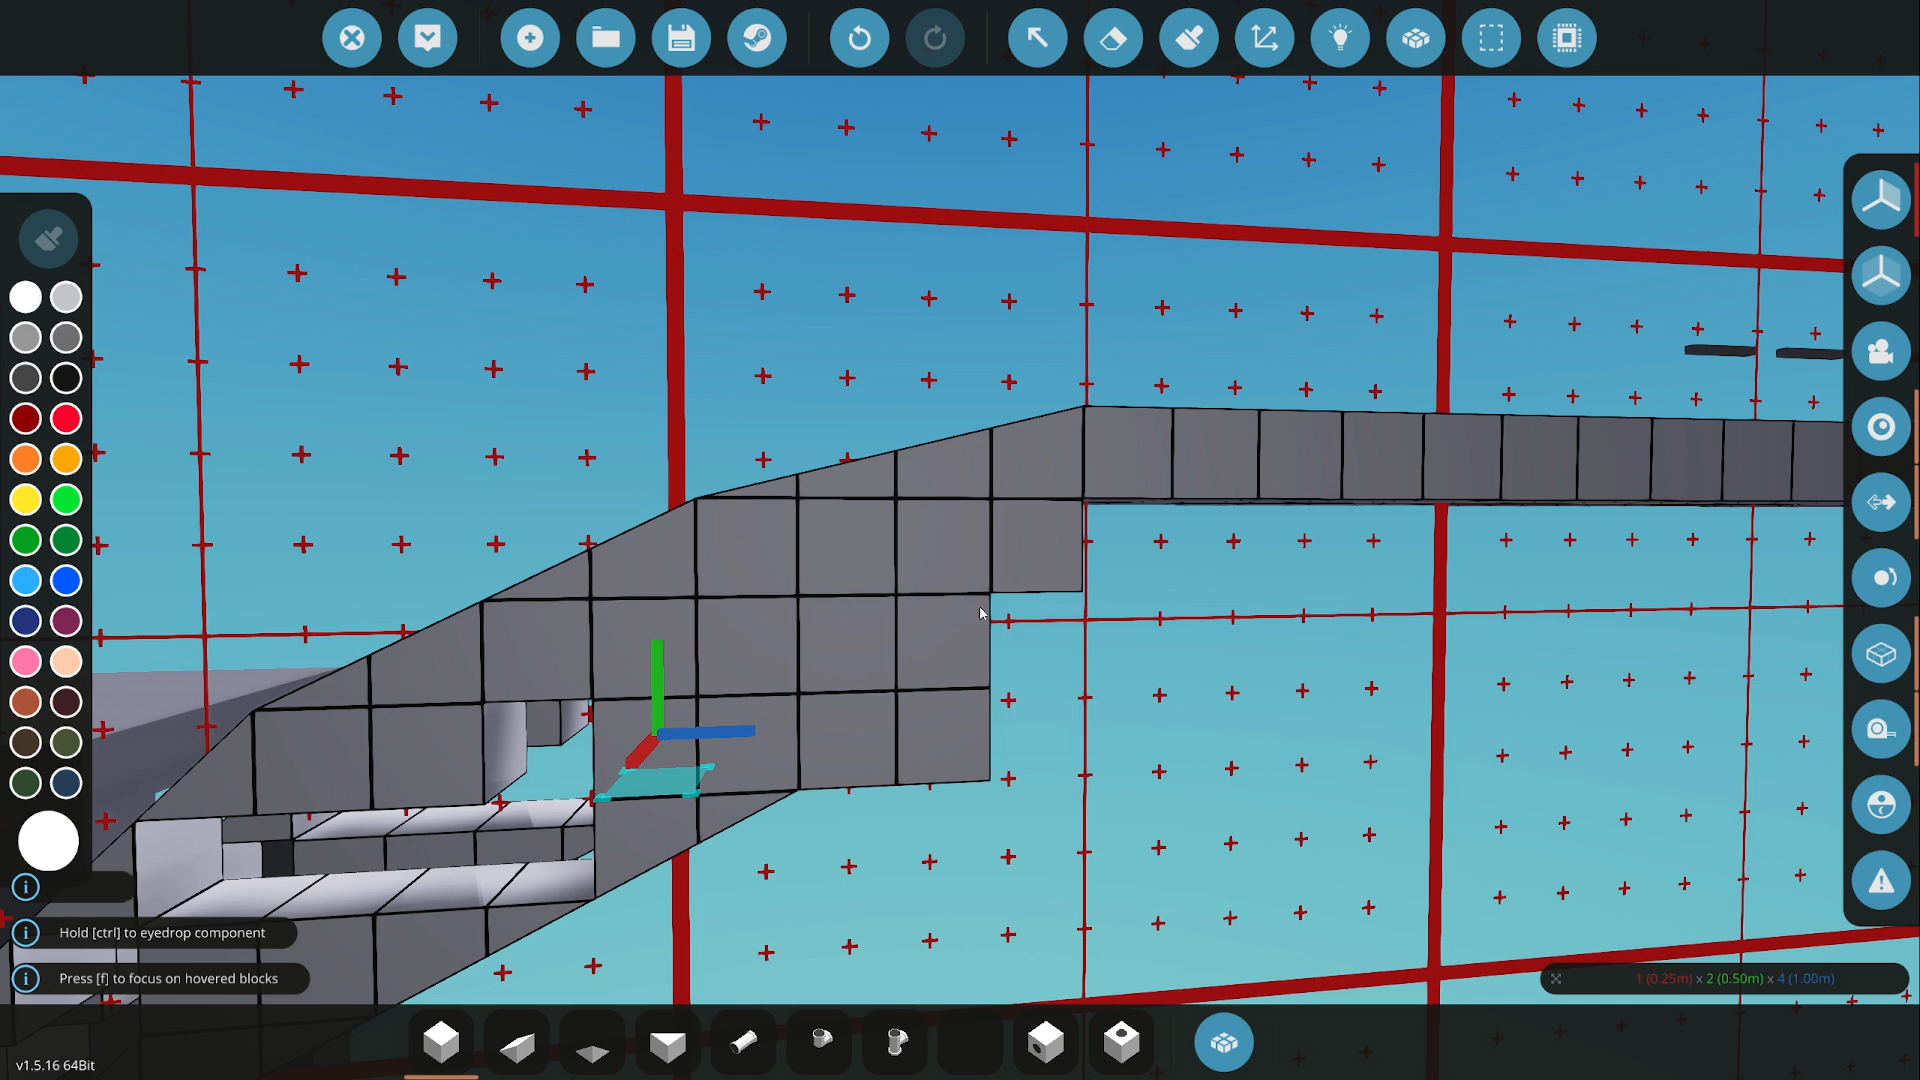 Hold [ctrl] to eyedrop component
Press [f] to focus on hovered blocks
1 (0.25m) x 2 (0.50m) x 4 (1.00m)
v1.5.16 64Bit